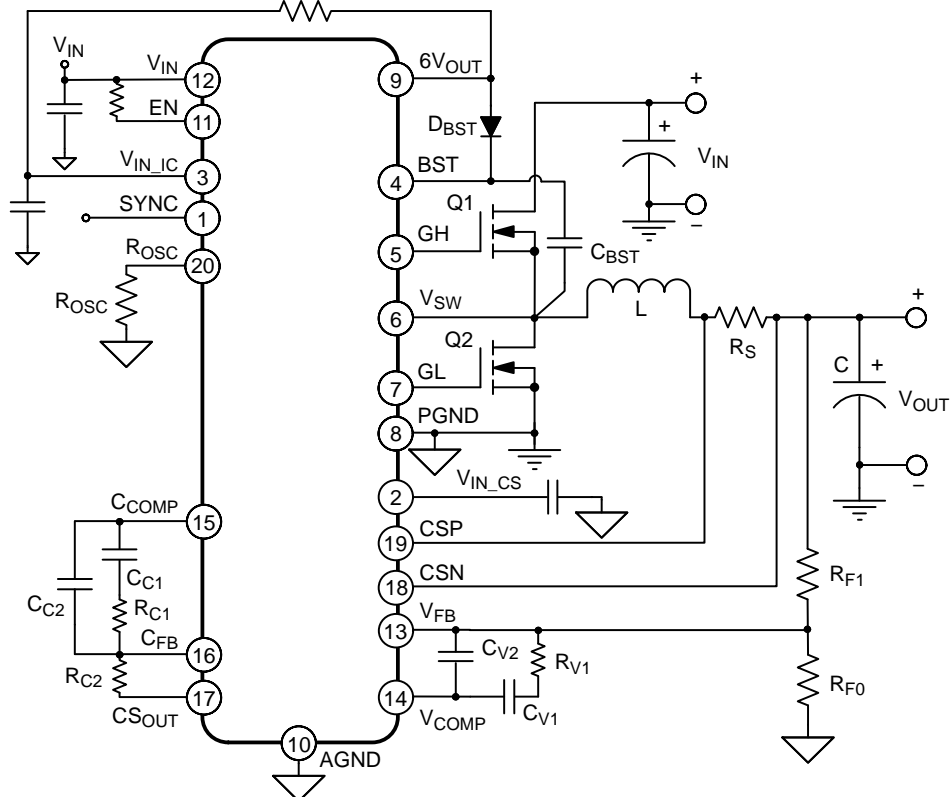 V_IN
V_IN
12
EN
11
V_IN_IC
3
SYNC
1
R_OSC
20
R_OSC
C_COMP
15
C_C1
C_C2
R_C1
C_FB
16
R_C2
17
CS_OUT
10
AGND
9
6V_OUT
D_BST
4
BST
Q1
5
GH
C_BST
6
V_SW
L
R_S
Q2
7
GL
8
PGND
2
V_IN_CS
19
CSP
18
CSN
13
V_FB
C_V2
R_V1
14
V_COMP
C_V1
+
+
V_IN
−
+
C
+
V_OUT
−
R_F1
R_F0